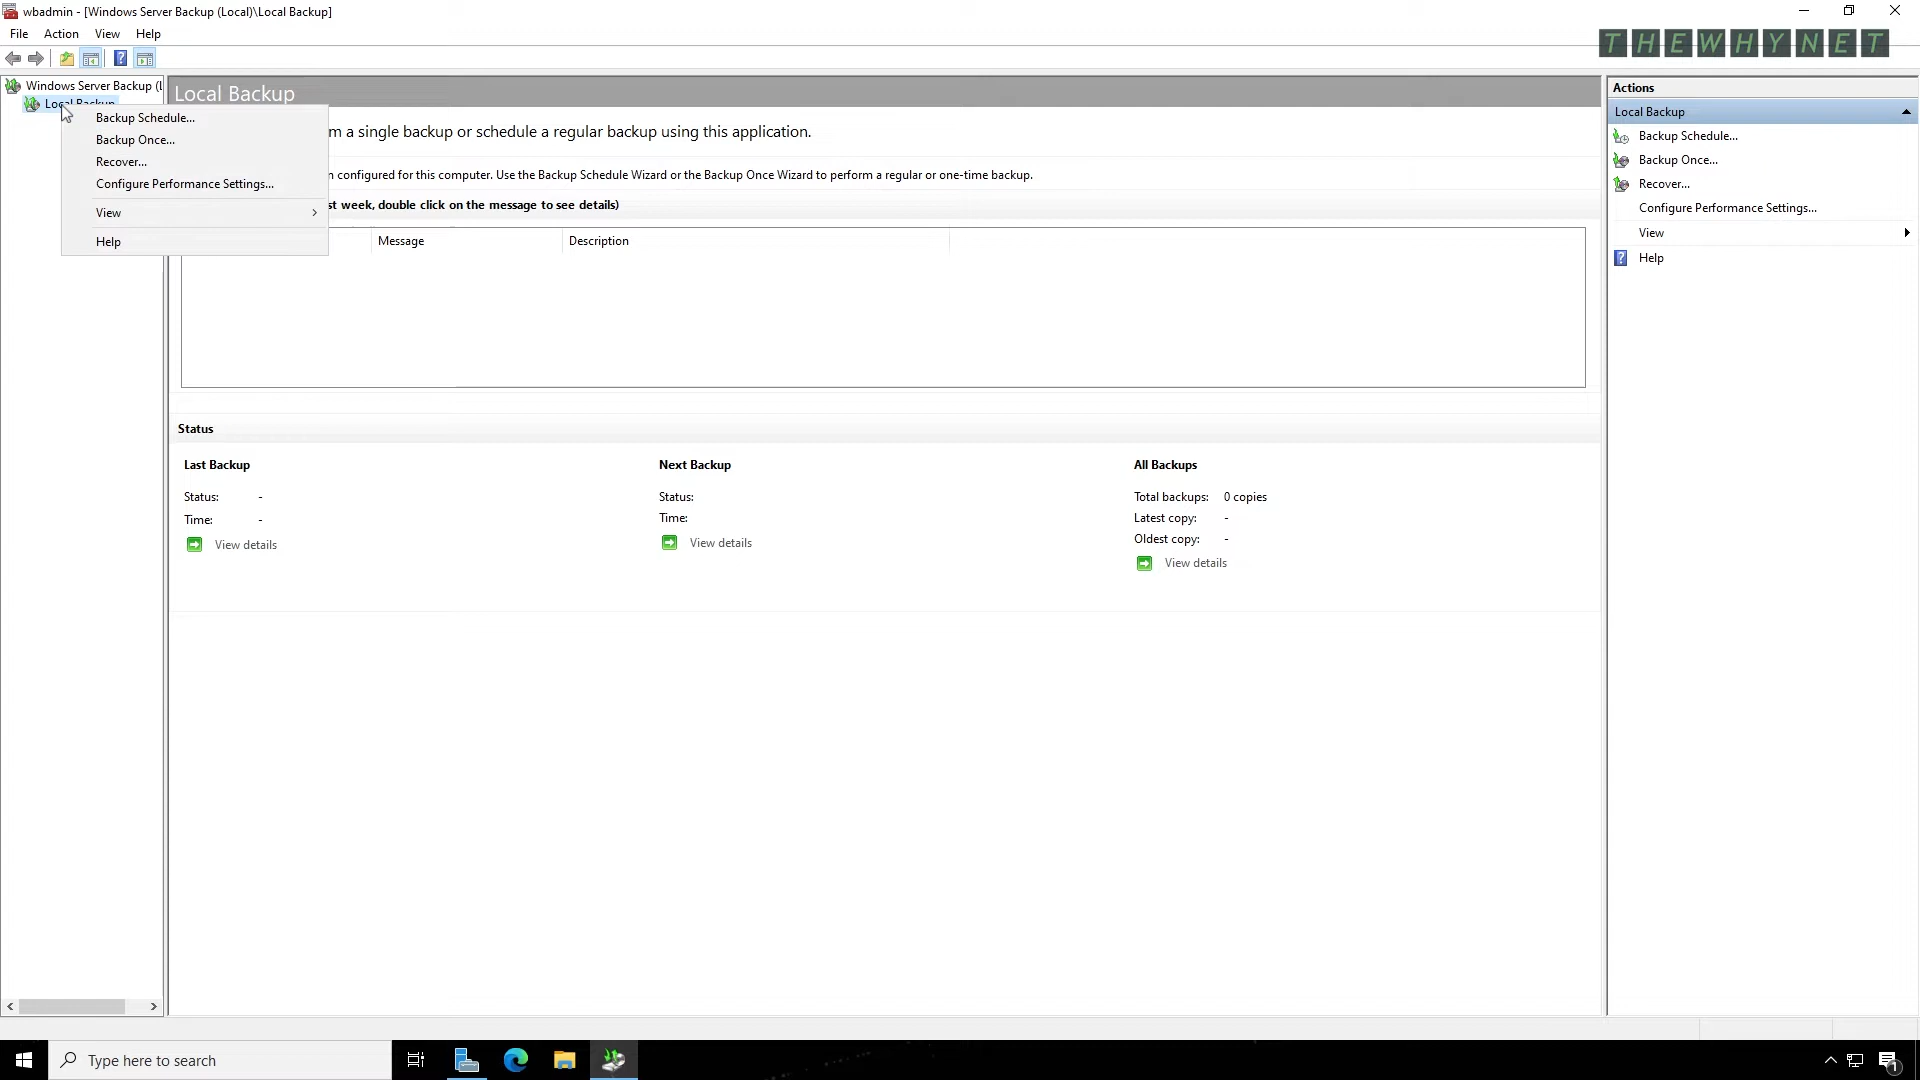 wbadmin - [Windows Server Backup (Local)\Local Backup]
File Action View Help
THEWHYNET
Windows Server Backup (L
Local Backup
Local Backup
Backup Schedule...
Backup Once...
Recover...
Configure Performance Settings...
View
Help
m a single backup or schedule a regular backup using this application.
n configured for this computer. Use the Backup Schedule Wizard or the Backup Once Wizard to perform a regular or one-time backup.
st week, double click on the message to see details)
Message Description
Status
Last Backup
Status: -
Time: -
View details
Next Backup
Status:
Time:
View details
All Backups
Total backups: 0 copies
Latest copy: -
Oldest copy: -
View details
Actions
Local Backup
Backup Schedule...
Backup Once...
Recover...
Configure Performance Settings...
View
Help
Type here to search
1